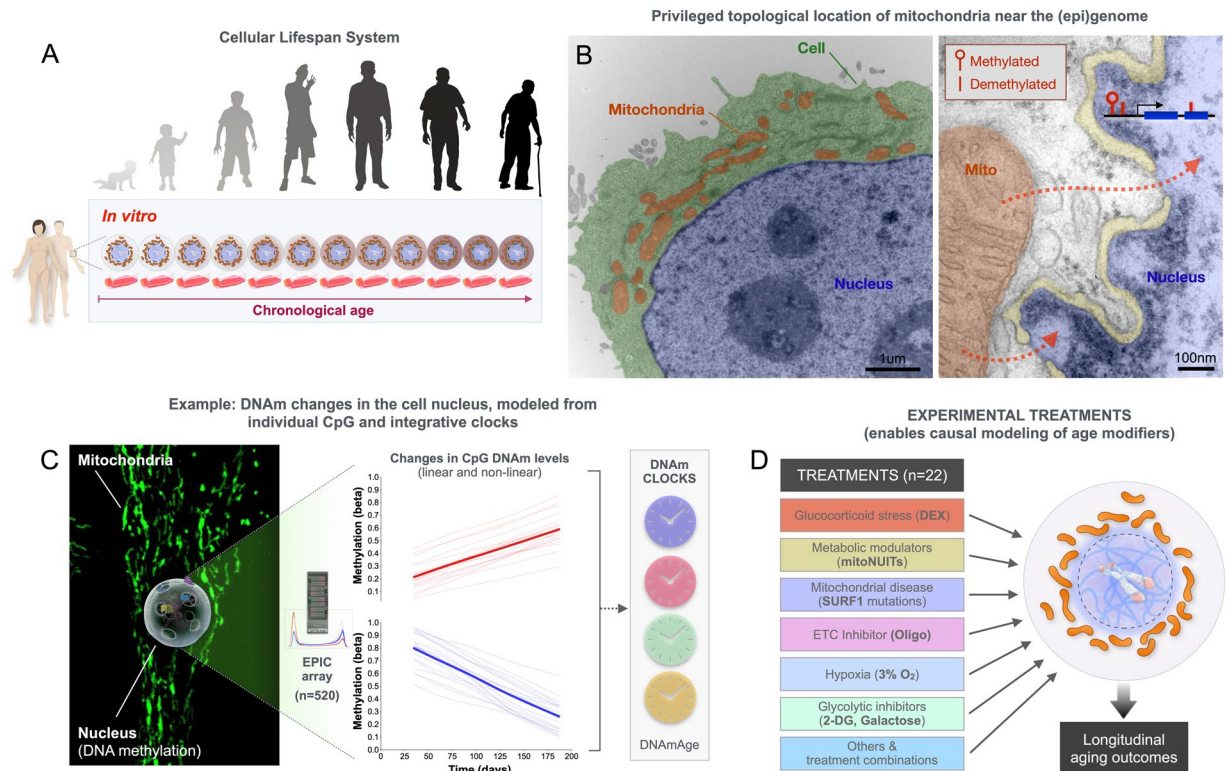 A
Cellular Lifespan System
In vitro
Chronological age
Privileged topological location of mitochondria near the (epi)genome
B
Cell
Mitochondria
Nucleus
1um
Methylated
Demethylated
Mito
Nucleus
100nm
Example: DNAm changes in the cell nucleus, modeled from
individual CpG and integrative clocks
C
Mitochondria
Nucleus
(DNA methylation)
EPIC
array
(n=520)
Changes in CpG DNAm levels
(linear and non-linear)
Methylation (beta)
1.0
0.9
0.8
0.7
0.6
0.5
0.4
0.3
0.2
0.1
Methylation (beta)
1.0
0.9
0.8
0.7
0.6
0.5
0.4
0.3
0.2
0.1
0.0
0 25 50 75 100 125 150 175 200
Time (days)
DNAm
CLOCKS
DNAmAge
EXPERIMENTAL TREATMENTS
(enables causal modeling of age modifiers)
D
TREATMENTS (n=22)
Glucocorticoid stress (DEX)
Metabolic modulators
(mitoNUITs)
Mitochondrial disease
(SURF1 mutations)
ETC Inhibitor (Oligo)
Hypoxia (3% O₂)
Glycolytic inhibitors
(2-DG, Galactose)
Others &
treatment combinations
Longitudinal
aging outcomes